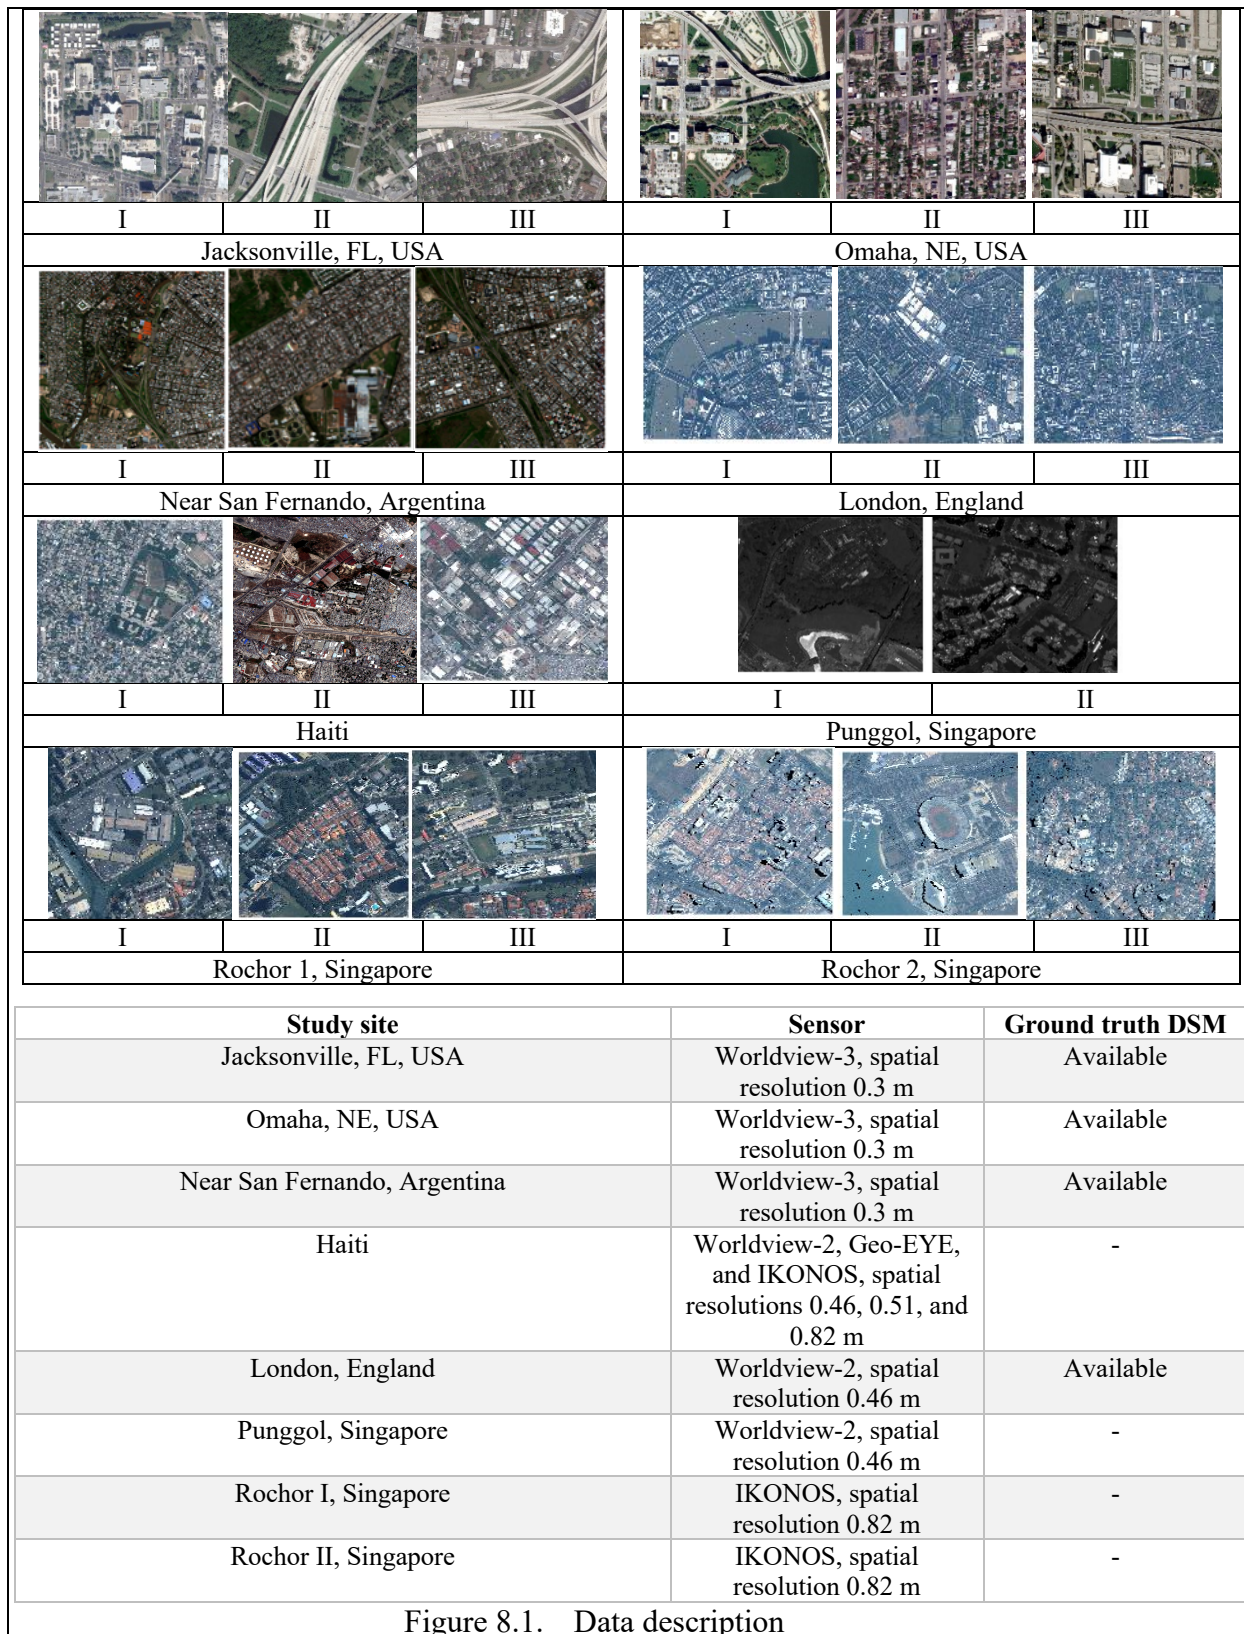 I II III I II III
Jacksonville, FL, USA Omaha, NE, USA
I II III I II III
Near San Fernando, Argentina London, England
I II III I II
Haiti Punggol, Singapore
I II III I II III
Rochor 1, Singapore Rochor 2, Singapore
Study site Sensor Ground truth DSM
Jacksonville, FL, USA Worldview-3, spatial Available
resolution 0.3 m
Omaha, NE, USA Worldview-3, spatial Available
resolution 0.3 m
Near San Fernando, Argentina Worldview-3, spatial Available
resolution 0.3 m
Haiti Worldview-2, Geo-EYE, -
and IKONOS, spatial
resolutions 0.46, 0.51, and
0.82 m
London, England Worldview-2, spatial Available
resolution 0.46 m
Punggol, Singapore Worldview-2, spatial -
resolution 0.46 m
Rochor I, Singapore IKONOS, spatial -
resolution 0.82 m
Rochor II, Singapore IKONOS, spatial -
resolution 0.82 m
Figure 8.1. Data description